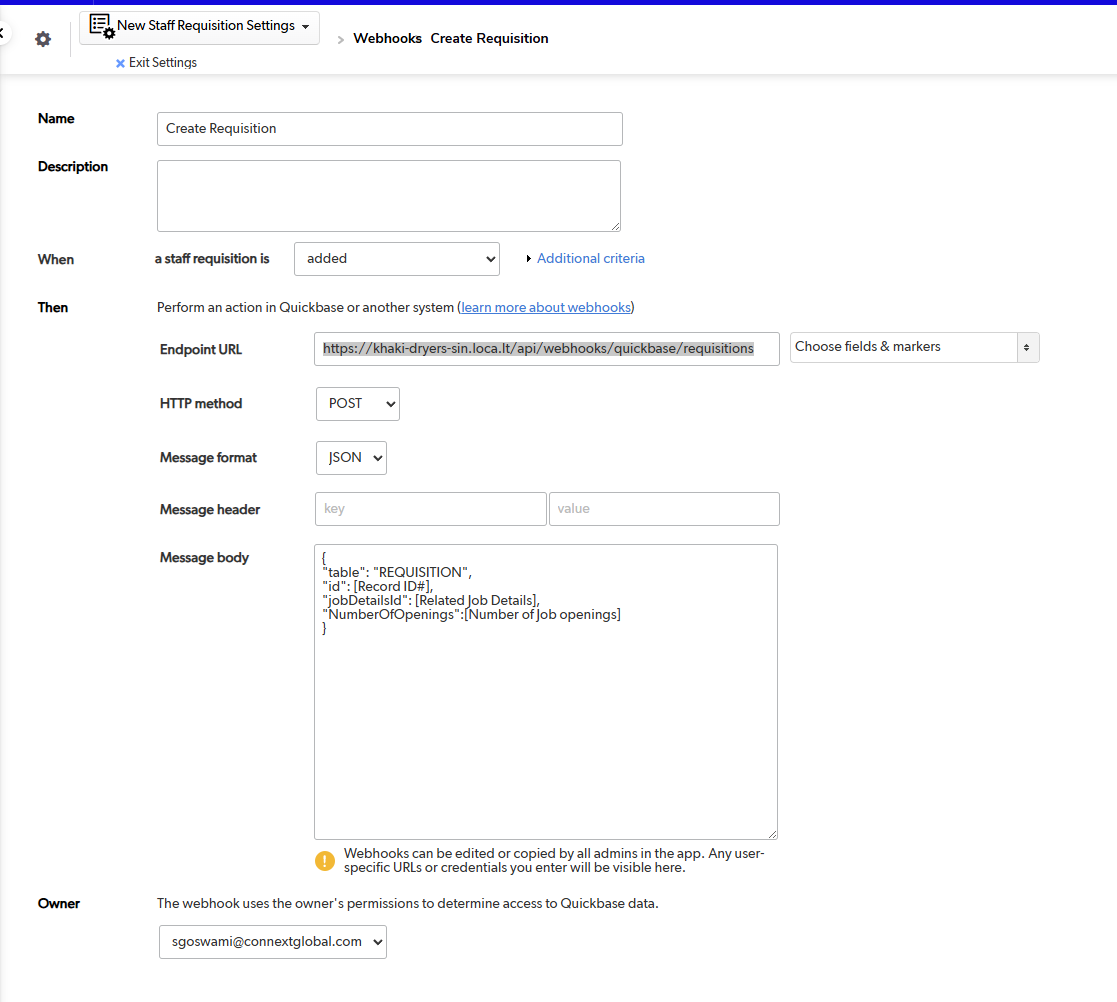 New Staff Requisition Settings
Webhooks Create Requisition
Exit Settings
Name
Create Requisition
Description
When
a staff requisition is
added
Additional criteria
Then
Perform an action in Quickbase or another system (learn more about webhooks)
Endpoint URL
https://khaki-dryers-sin.loca.lt/api/webhooks/quickbase/requisitions
Choose fields & markers
HTTP method
POST
Message format
JSON
Message header
key
value
Message body
{
"table": "REQUISITION",
"id": [Record ID#],
"jobDetailsId": [Related Job Details],
"NumberOfOpenings":[Number of Job openings]
}
Webhooks can be edited or copied by all admins in the app. Any user-
specific URLs or credentials you enter will be visible here.
Owner
The webhook uses the owner's permissions to determine access to Quickbase data.
sgoswami@connextglobal.com